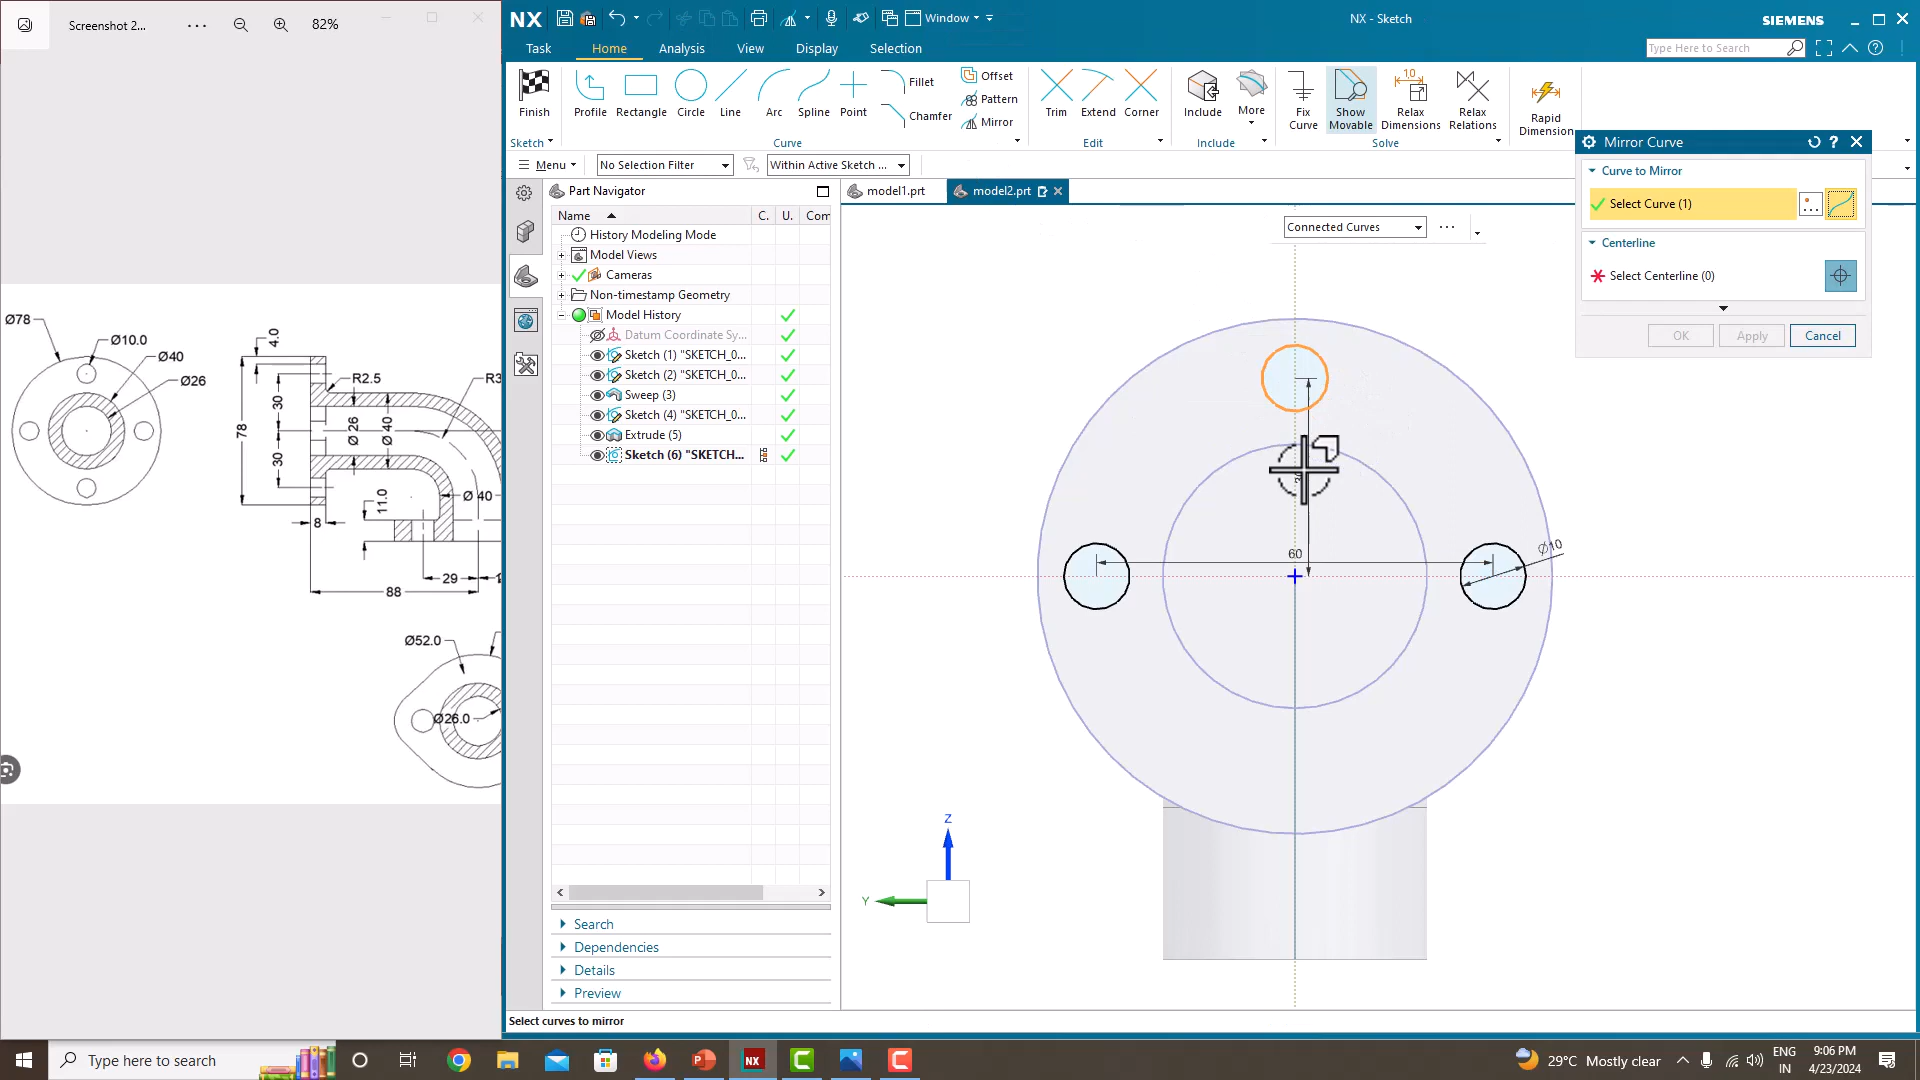 Screenshot 2...
82%
Ø78
Ø10.0
Ø40
Ø26
4.0
R2.5
R3
78
30
30
Ø 26
Ø 40
11.0
Ø 40
8
29
88
Ø52.0
Ø26.0
NX
Window
NX - Sketch
SIEMENS
Task
Home
Analysis
View
Display
Selection
Type Here to Search
Finish
Profile
Rectangle
Circle
Line
Arc
Spline
Point
Fillet
Chamfer
Offset
Pattern
Mirror
Trim
Extend
Corner
Include
More
Fix
Curve
Show
Movable
Relax
Dimensions
Relax
Relations
Rapid
Dimension
Sketch
Curve
Edit
Include
Solve
Menu
No Selection Filter
Within Active Sketch ...
Part Navigator
Name
C.
U.
Com
History Modeling Mode
Model Views
Cameras
Non-timestamp Geometry
Model History
Datum Coordinate Sy...
Sketch (1) "SKETCH_0...
Sketch (2) "SKETCH_0...
Sweep (3)
Sketch (4) "SKETCH_0...
Extrude (5)
Sketch (6) "SKETCH...
Search
Dependencies
Details
Preview
model1.prt
model2.prt
Connected Curves
Mirror Curve
Curve to Mirror
Select Curve (1)
Centerline
Select Centerline (0)
OK
Apply
Cancel
60
Ø10
Z
Y
Select curves to mirror
Type here to search
29°C Mostly clear
ENG
IN
9:06 PM
4/23/2024